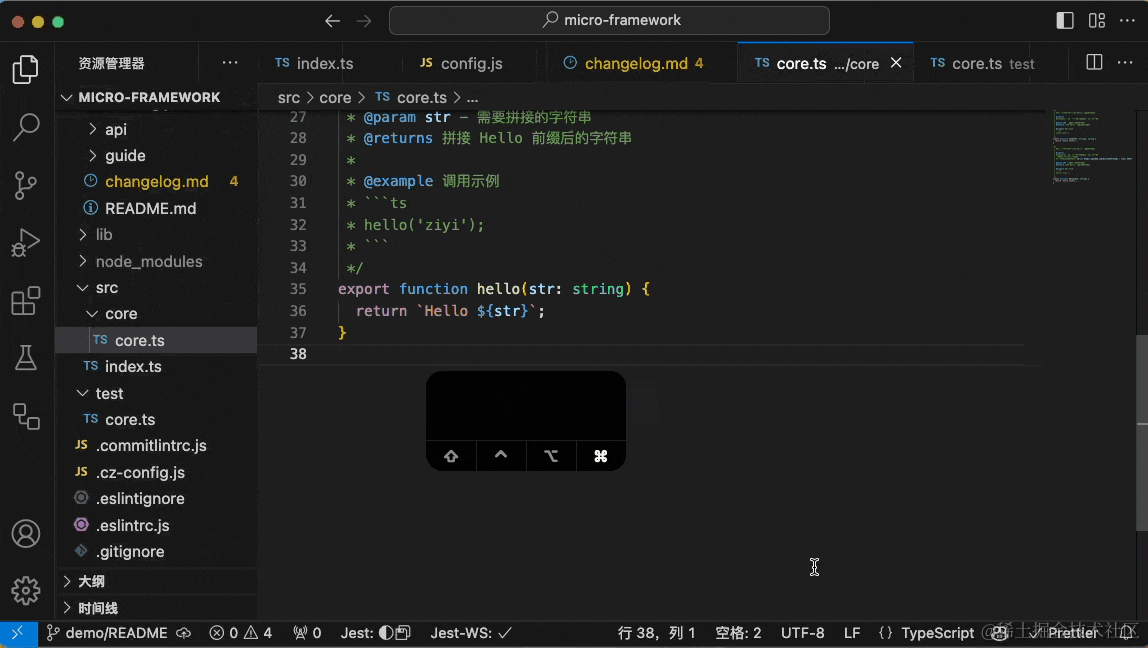 micro-framework
资源管理器 ··· TS index.ts JS config.js changelog.md 4 TS core.ts .../core × TS core.ts test ···
MICRO-FRAMEWORK
src > core > TS core.ts > ...
api
guide
changelog.md 4
README.md
lib
node_modules
src
core
TS core.ts
TS index.ts
test
TS core.ts
JS .commitlintrc.js
JS .cz-config.js
.eslintignore
.eslintrc.js
.gitignore
大纲
时间线
27 * @param str - 需要拼接的字符串
28 * @returns 拼接 Hello 前缀后的字符串
29 *
30 * @example 调用示例
31 * ```ts
32 * hello('ziyi');
33 * ```
34 */
35 export function hello(str: string) {
36 return `Hello ${str}`;
37 }
38
⇧ ^ ⌥ ⌘
demo/README 0 4 0 Jest: Jest-WS: ✓ 行 38,列 1 空格: 2 UTF-8 LF {} TypeScript Prettier
@稀土掘金技术社区